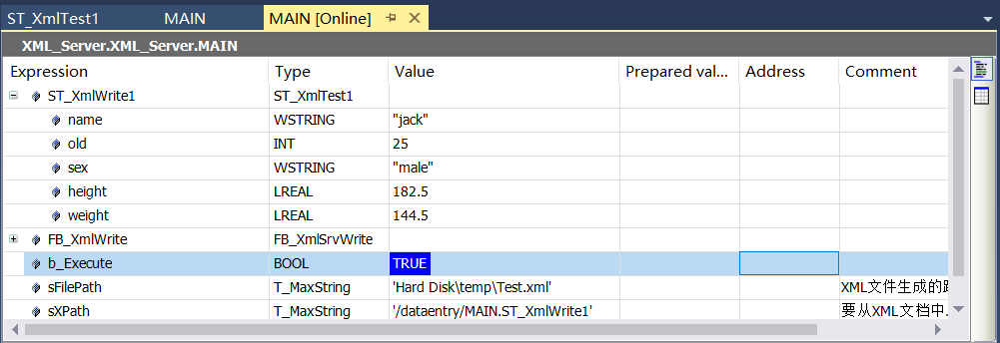 ST_XmlTest1 MAIN MAIN [Online]
XML_Server.XML_Server.MAIN
Expression Type Value Prepared val... Address Comment
ST_XmlWrite1 ST_XmlTest1
name WSTRING "jack"
old INT 25
sex WSTRING "male"
height LREAL 182.5
weight LREAL 144.5
FB_XmlWrite FB_XmlSrvWrite
b_Execute BOOL TRUE
sFilePath T_MaxString 'Hard Disk\temp\Test.xml' XML文件生成的路
sXPath T_MaxString '/dataentry/MAIN.ST_XmlWrite1' 要从XML文档中...